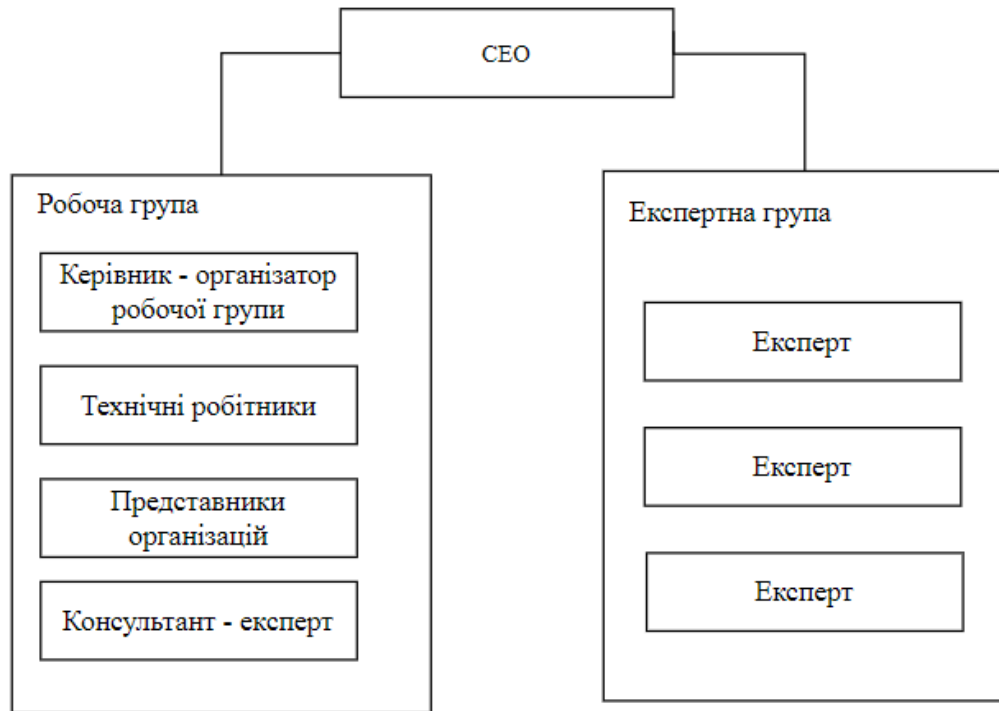 CEO
Робоча група
Керівник - організатор
робочої групи
Технічні робітники
Представники
організацій
Консультант - експерт
Експертна група
Експерт
Експерт
Експерт